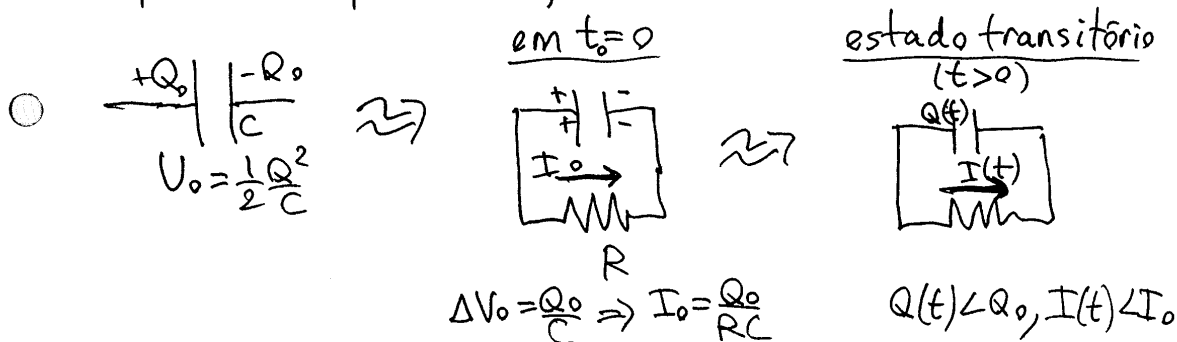 em t₀=0
estado transitório
(t>0)
+Q₀ -Q₀
C
U₀=1/2 Q²/C
+ -
+ -
I₀
R
Q(t)
I(t)
ΔV₀=Q₀/C ⇒ I₀=Q₀/RC
Q(t)<Q₀, I(t)<I₀